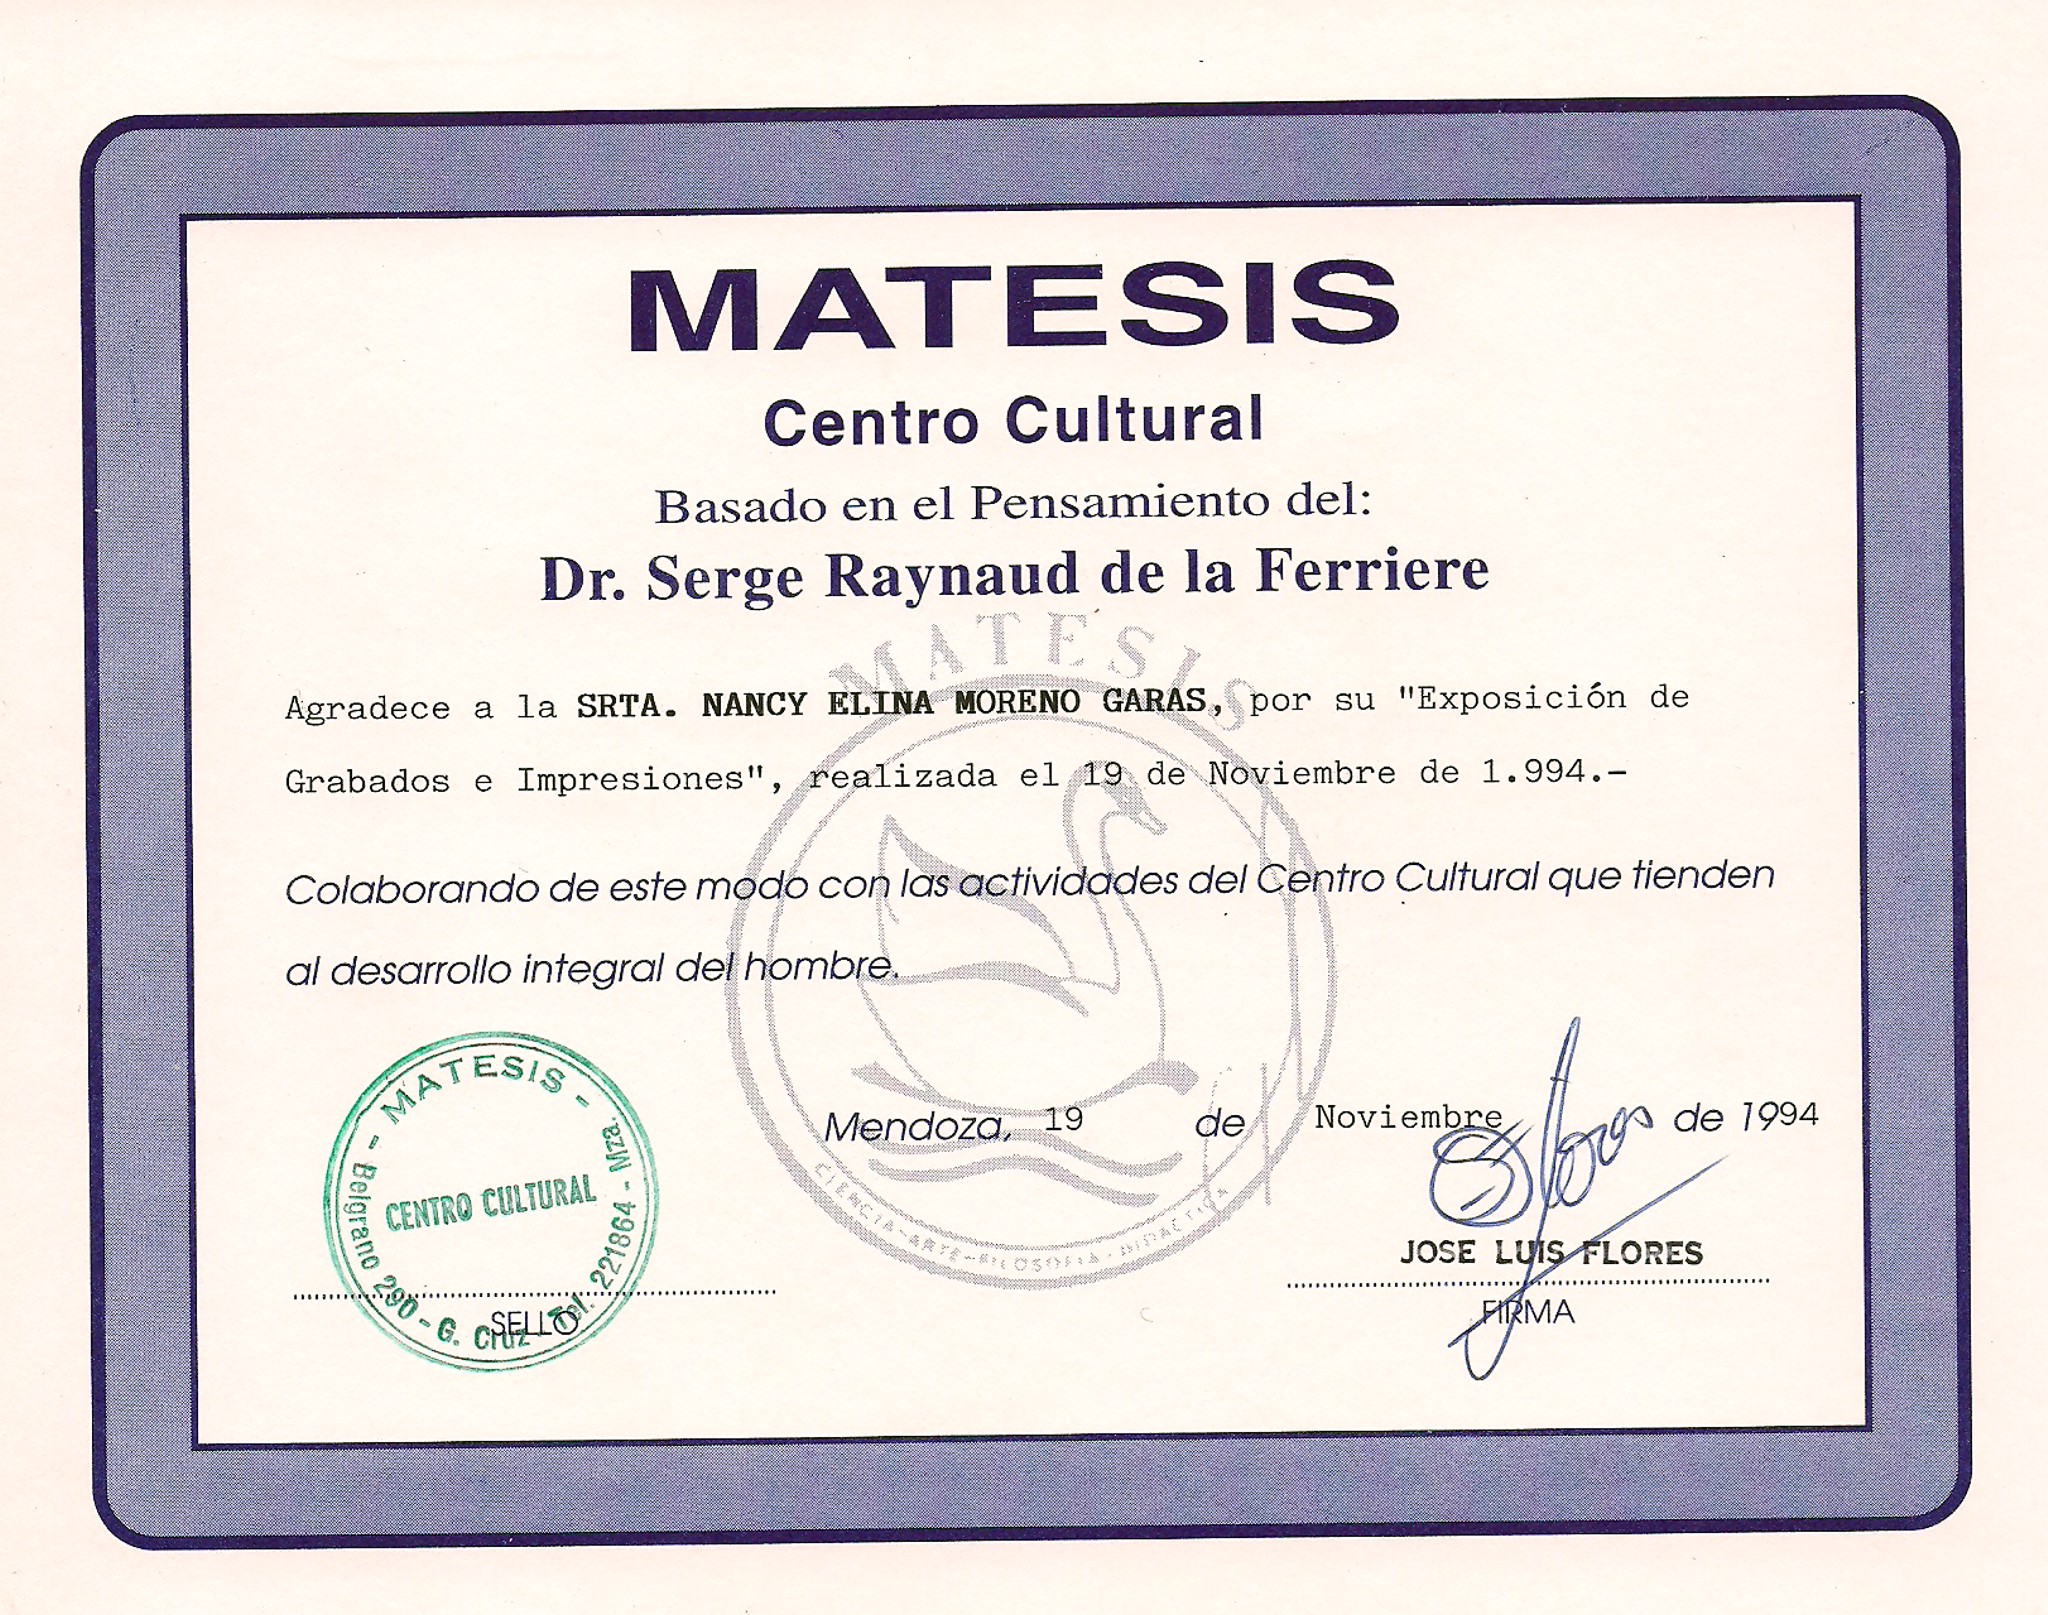 MATESIS
Centro Cultural
Basado en el Pensamiento del:
Dr. Serge Raynaud de la Ferriere
MATESIS
Agradece a la SRTA. NANCY ELINA MORENO GARAS, por su "Exposición de
Grabados e Impresiones", realizada el 19 de Noviembre de 1.994.-
Colaborando de este modo con las actividades del Centro Cultural que tienden
al desarrollo integral del hombre.
Mendoza, 19 de Noviembre de 1994
CIENCIA-ARTE-FILOSOFIA-DIDACTICA
- MATESIS -
CENTRO CULTURAL
Belgrano 290 - G. Cruz - Tel. 221864 - Mza.
SELLO
Flores
JOSE LUIS FLORES
FIRMA